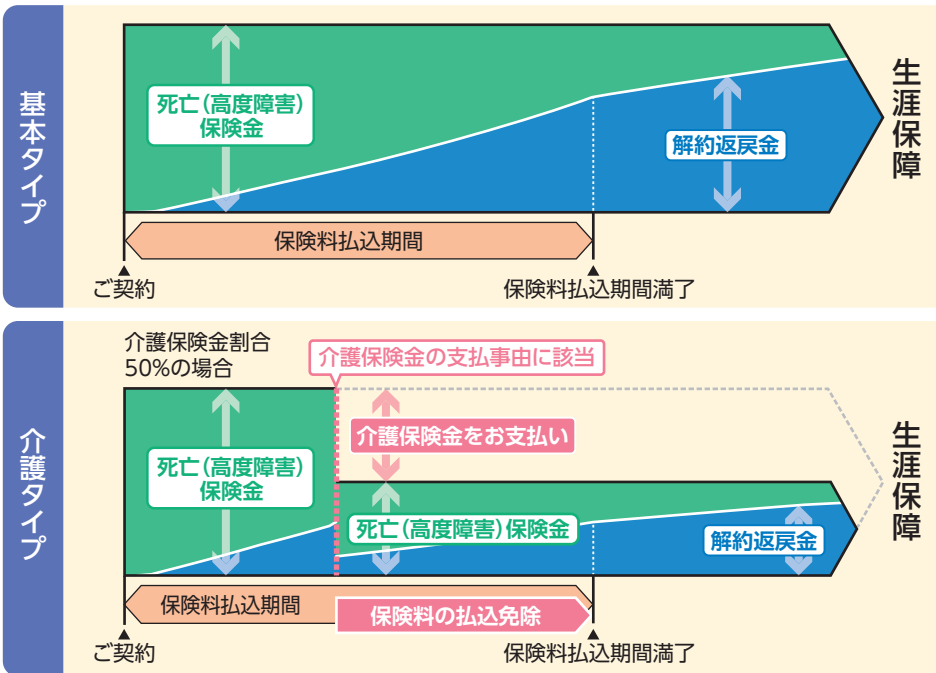 基本タイプ
死亡（高度障害）
保険金
解約返戻金
生涯保障
保険料払込期間
ご契約
保険料払込期間満了
介護タイプ
介護保険金割合
50%の場合
介護保険金の支払事由に該当
介護保険金をお支払い
死亡（高度障害）
保険金
死亡（高度障害）保険金
解約返戻金
生涯保障
保険料払込期間
保険料の払込免除
ご契約
保険料払込期間満了